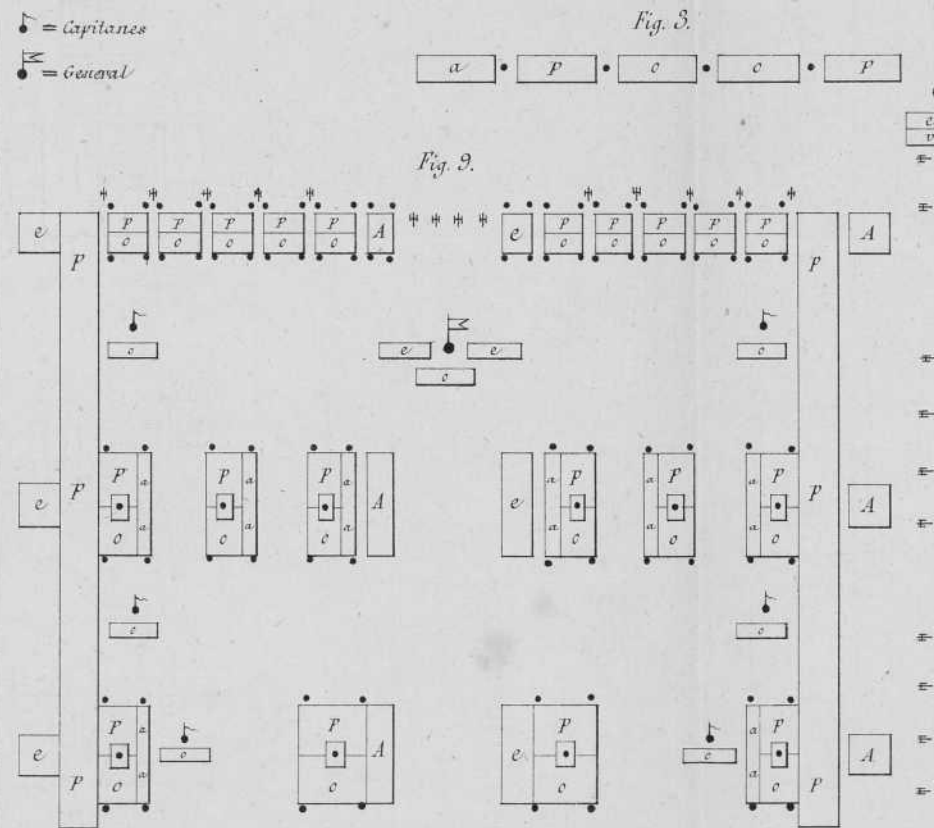 = Capitanes
= General
Fig. 3.
a p o o p
e
v
Fig. 9.
e p p p p p A e p p p p p A
p o o o o o o o o o o p
o e e o
o
P a P a P a a P a P a P
e p A e p A
o a o a o a a o a o a o
o o
P a P A e P a P
e o o A
o a o o a o
p p